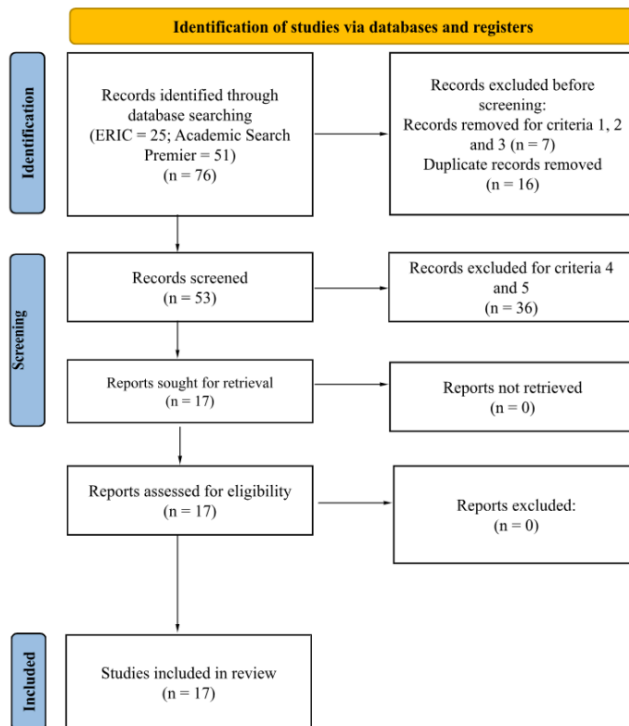 Identification of studies via databases and registers
Identification
Records identified through
database searching
(ERIC = 25; Academic Search
Premier = 51)
(n = 76)
Records excluded before
screening:
Records removed for criteria 1, 2
and 3 (n = 7)
Duplicate records removed
(n = 16)
Screening
Records screened
(n = 53)
Records excluded for criteria 4
and 5
(n = 36)
Reports sought for retrieval
(n = 17)
Reports not retrieved
(n = 0)
Reports assessed for eligibility
(n = 17)
Reports excluded:
(n = 0)
Included
Studies included in review
(n = 17)